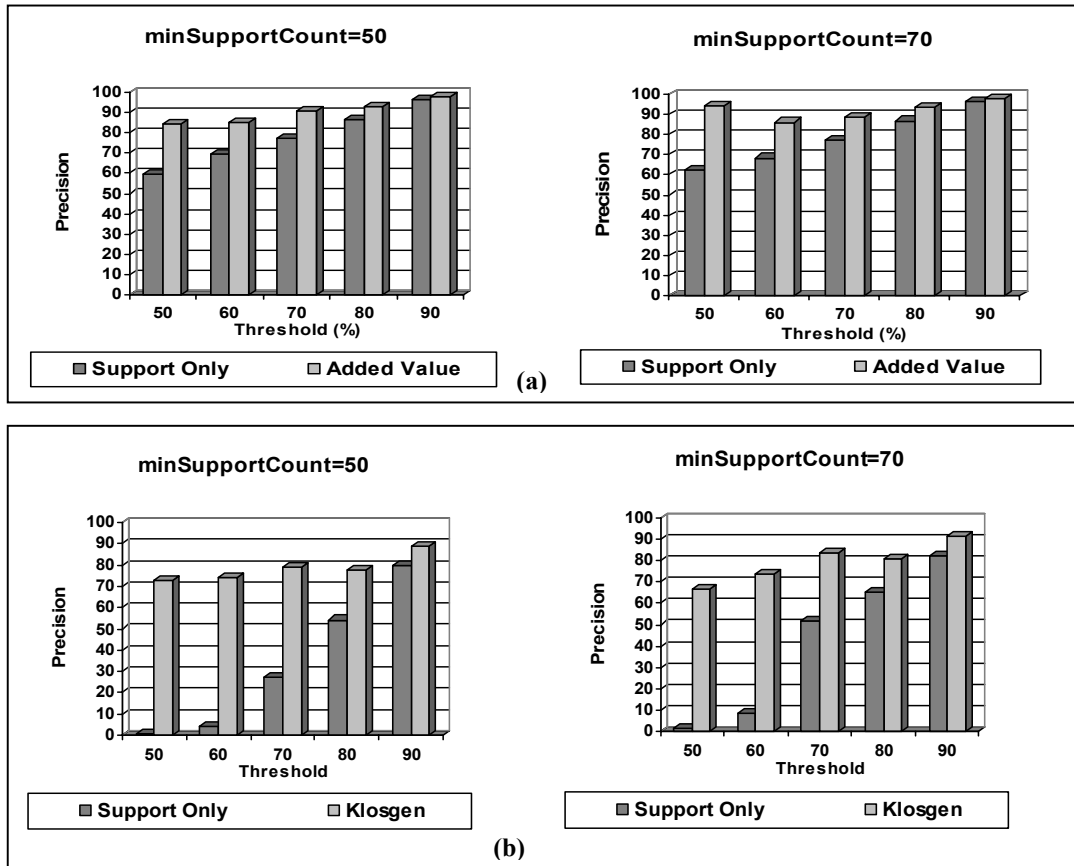 minSupportCount=50
100
90
80
70
60
50
40
30
20
10
0
Precision
50 60 70 80 90
Threshold (%)
Support Only Added Value
minSupportCount=70
100
90
80
70
60
50
40
30
20
10
0
Precision
50 60 70 80 90
Threshold (%)
Support Only Added Value
(a)
minSupportCount=50
100
90
80
70
60
50
40
30
20
10
0
Precision
50 60 70 80 90
Threshold
Support Only Klosgen
minSupportCount=70
100
90
80
70
60
50
40
30
20
10
0
Precision
50 60 70 80 90
Threshold
Support Only Klosgen
(b)